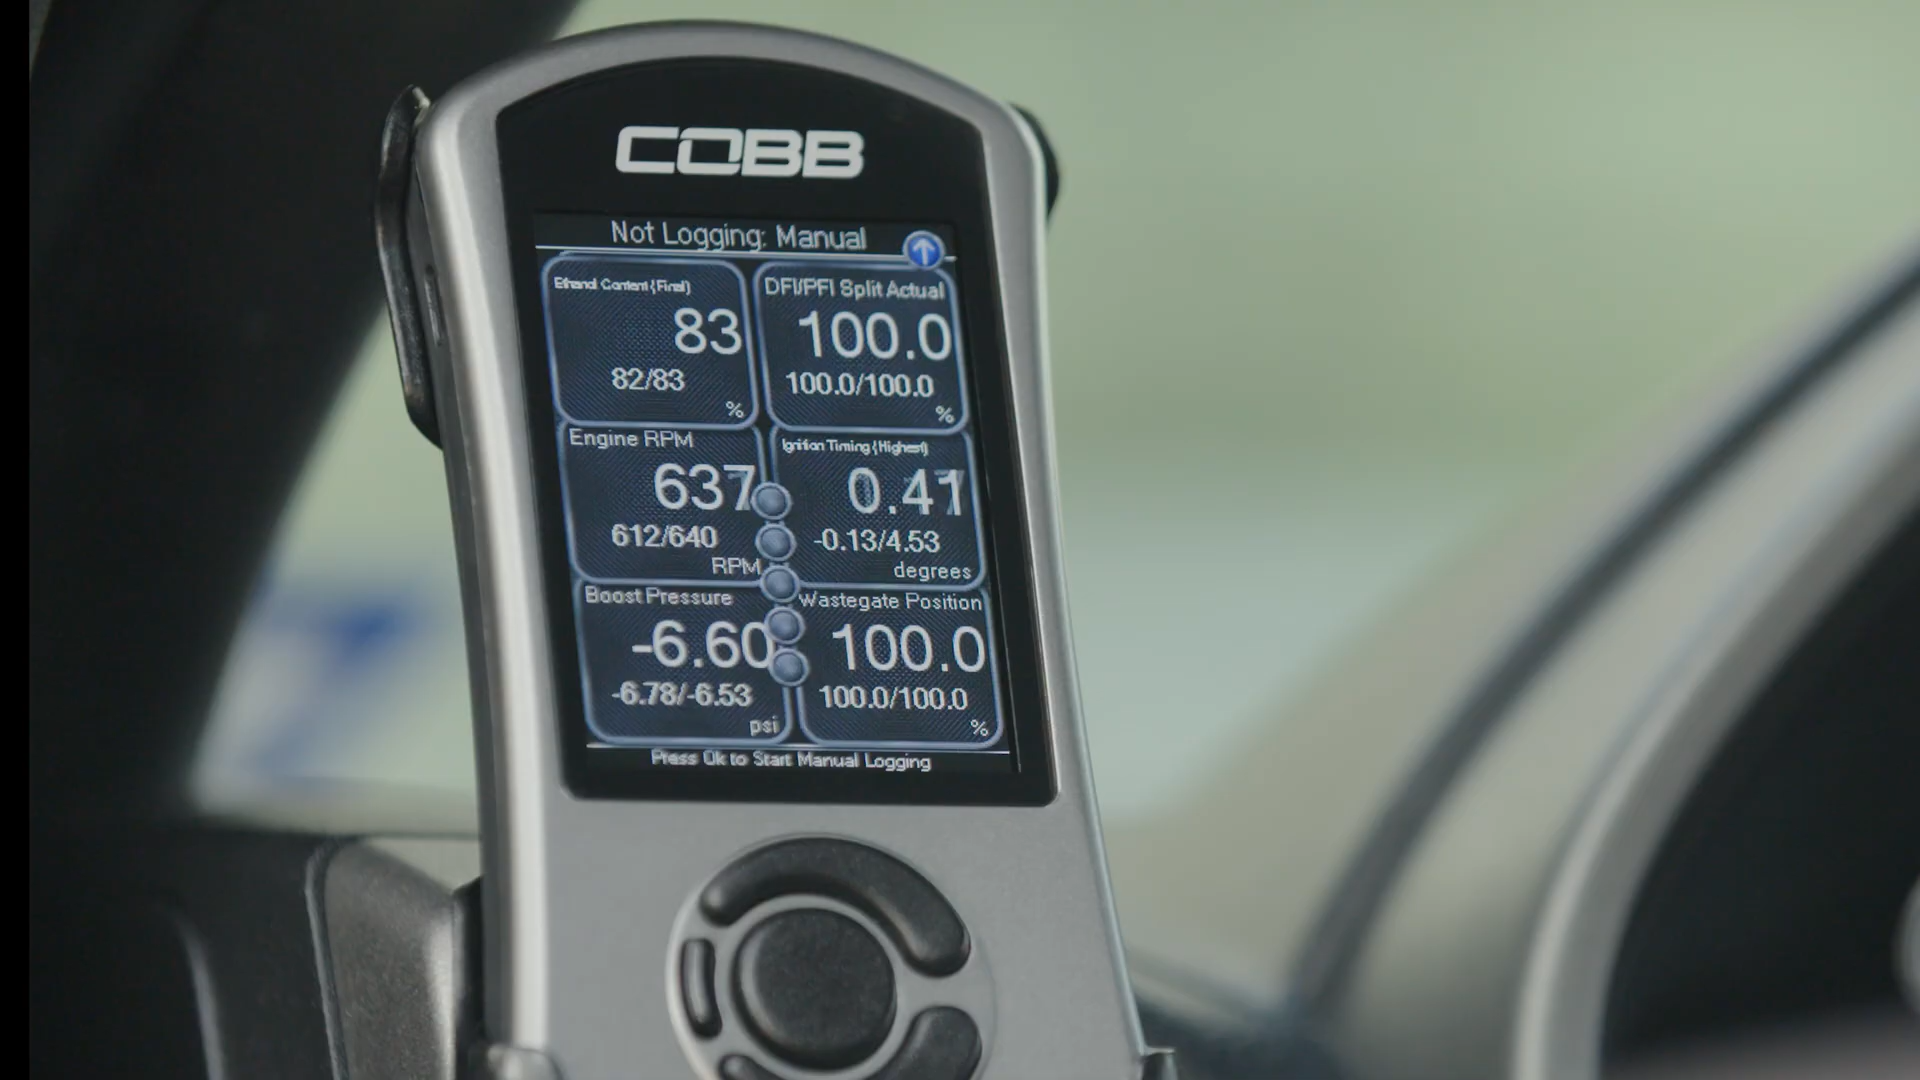 COBB
Not Logging: Manual
Ethanol Content (Final)
83
82/83
%
DFI/PFI Split Actual
100.0
100.0/100.0
%
Engine RPM
637
612/640
RPM
Ignition Timing (Highest)
0.41
-0.13/4.53
degrees
Boost Pressure
-6.60
-6.78/-6.53
psi
Wastegate Position
100.0
100.0/100.0
%
Press Ok to Start Manual Logging